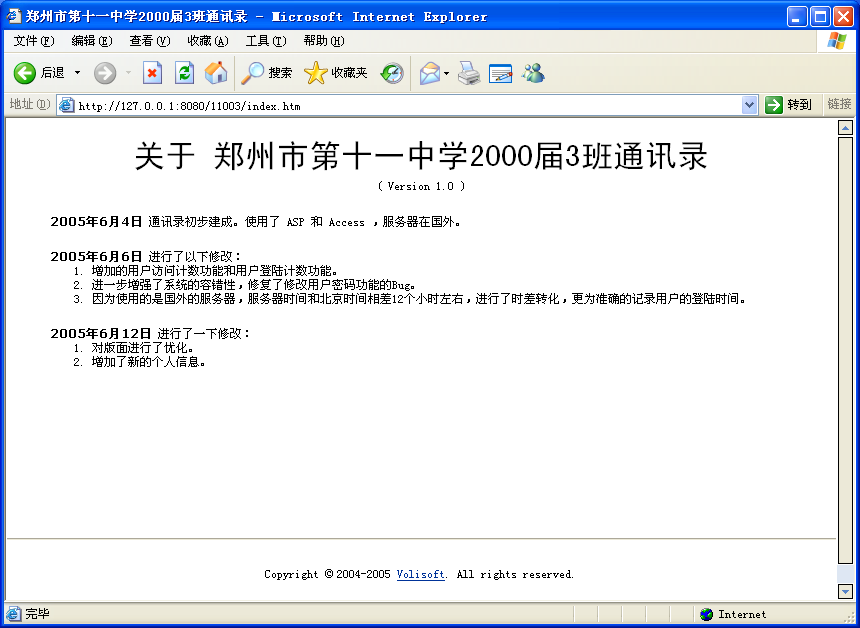 郑州市第十一中学2000届3班通讯录 - Microsoft Internet Explorer
文件(F) 编辑(E) 查看(V) 收藏(A) 工具(T) 帮助(H)
后退 搜索 收藏夹
地址(D) http://127.0.0.1:8080/11003/index.htm 转到 链接
关于 郑州市第十一中学2000届3班通讯录
( Version 1.0 )
2005年6月4日 通讯录初步建成。使用了 ASP 和 Access ，服务器在国外。
2005年6月6日 进行了以下修改：
1. 增加的用户访问计数功能和用户登陆计数功能。
2. 进一步增强了系统的容错性，修复了修改用户密码功能的Bug。
3. 因为使用的是国外的服务器，服务器时间和北京时间相差12个小时左右，进行了时差转化，更为准确的记录用户的登陆时间。
2005年6月12日 进行了一下修改：
1. 对版面进行了优化。
2. 增加了新的个人信息。
Copyright ©2004-2005 Volisoft. All rights reserved.
完毕 Internet